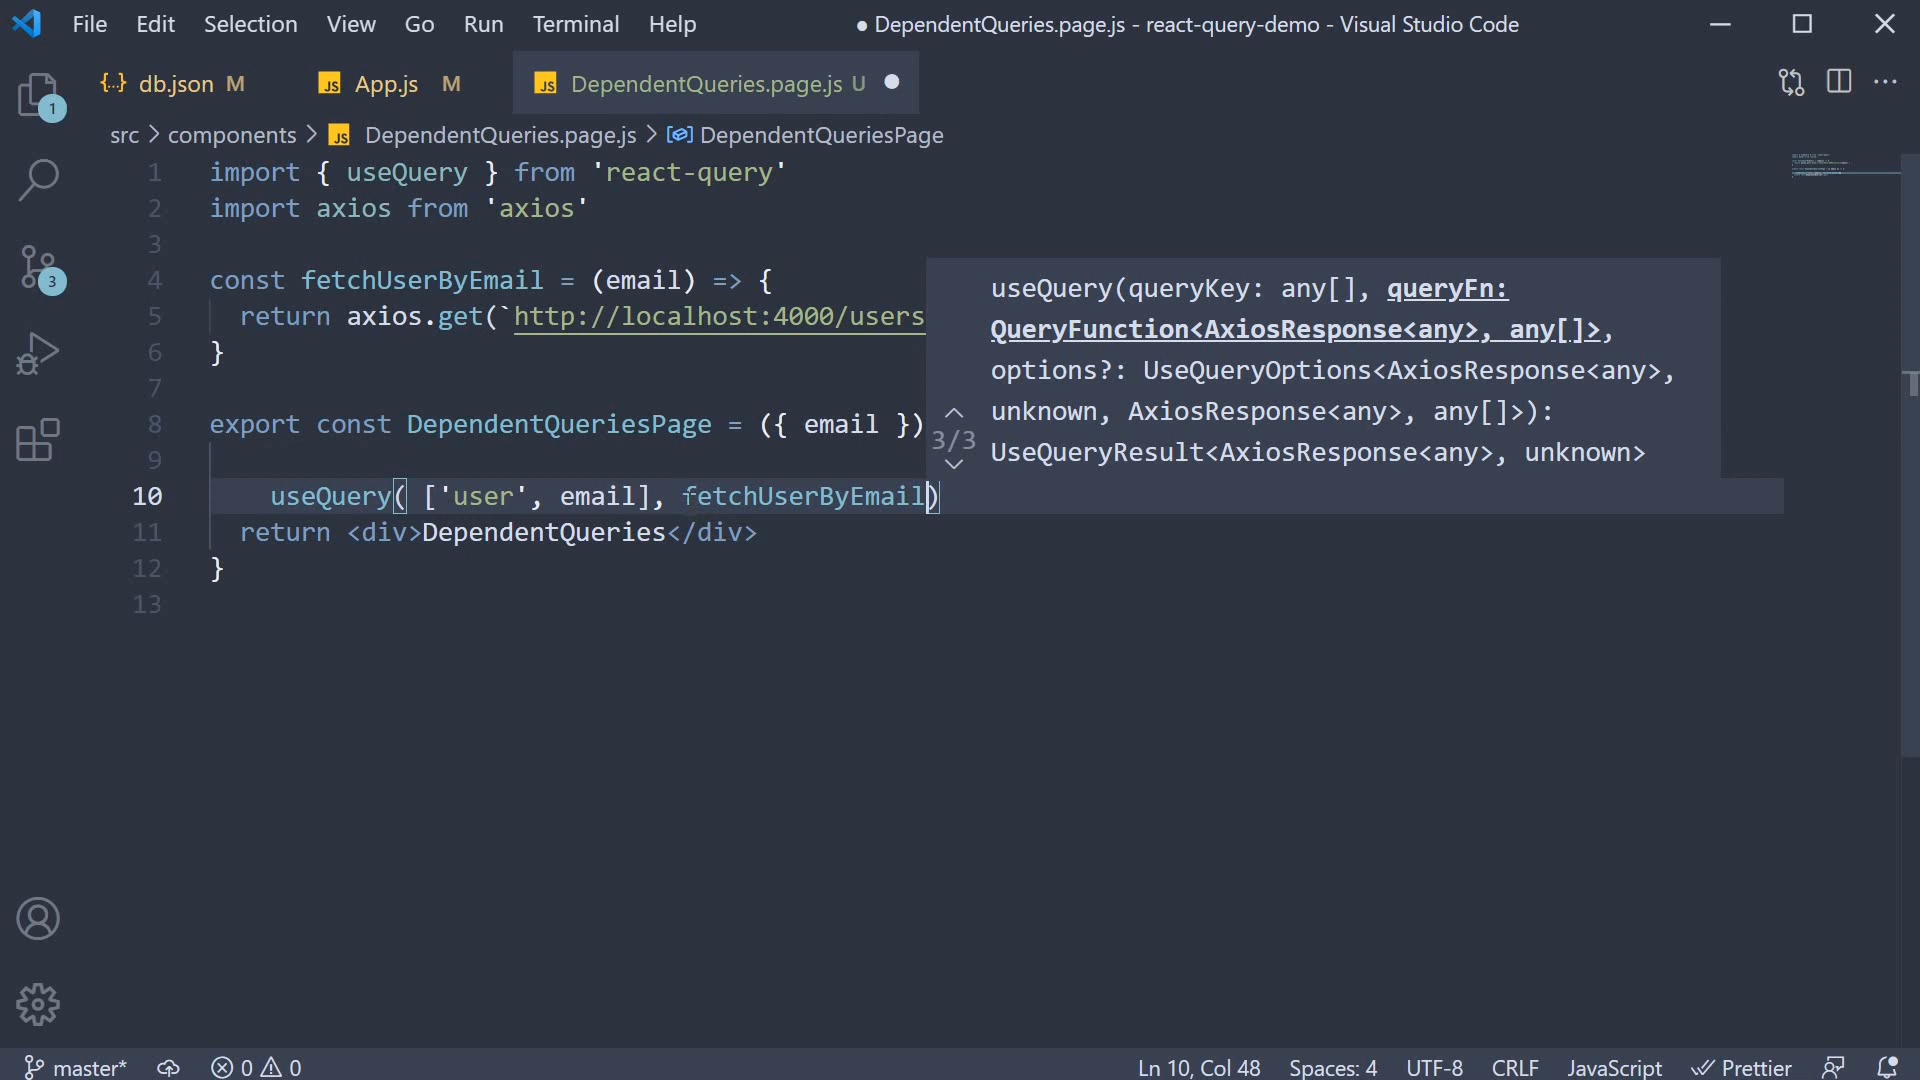 File Edit Selection View Go Run Terminal Help ● DependentQueries.page.js - react-query-demo - Visual Studio Code
{..} db.json M JS App.js M JS DependentQueries.page.js U
1
src > components > JS DependentQueries.page.js > DependentQueriesPage
1 import { useQuery } from 'react-query'
2 import axios from 'axios'
3
4 const fetchUserByEmail = (email) => {
5 return axios.get(`http://localhost:4000/users
6 }
7
8 export const DependentQueriesPage = ({ email })
9
10 useQuery( ['user', email], fetchUserByEmail)
11 return <div>DependentQueries</div>
12 }
13
3
useQuery(queryKey: any[], queryFn:
QueryFunction<AxiosResponse<any>, any[]>,
options?: UseQueryOptions<AxiosResponse<any>,
unknown, AxiosResponse<any>, any[]>):
UseQueryResult<AxiosResponse<any>, unknown>
3/3
master* 0 0 Ln 10, Col 48 Spaces: 4 UTF-8 CRLF JavaScript Prettier